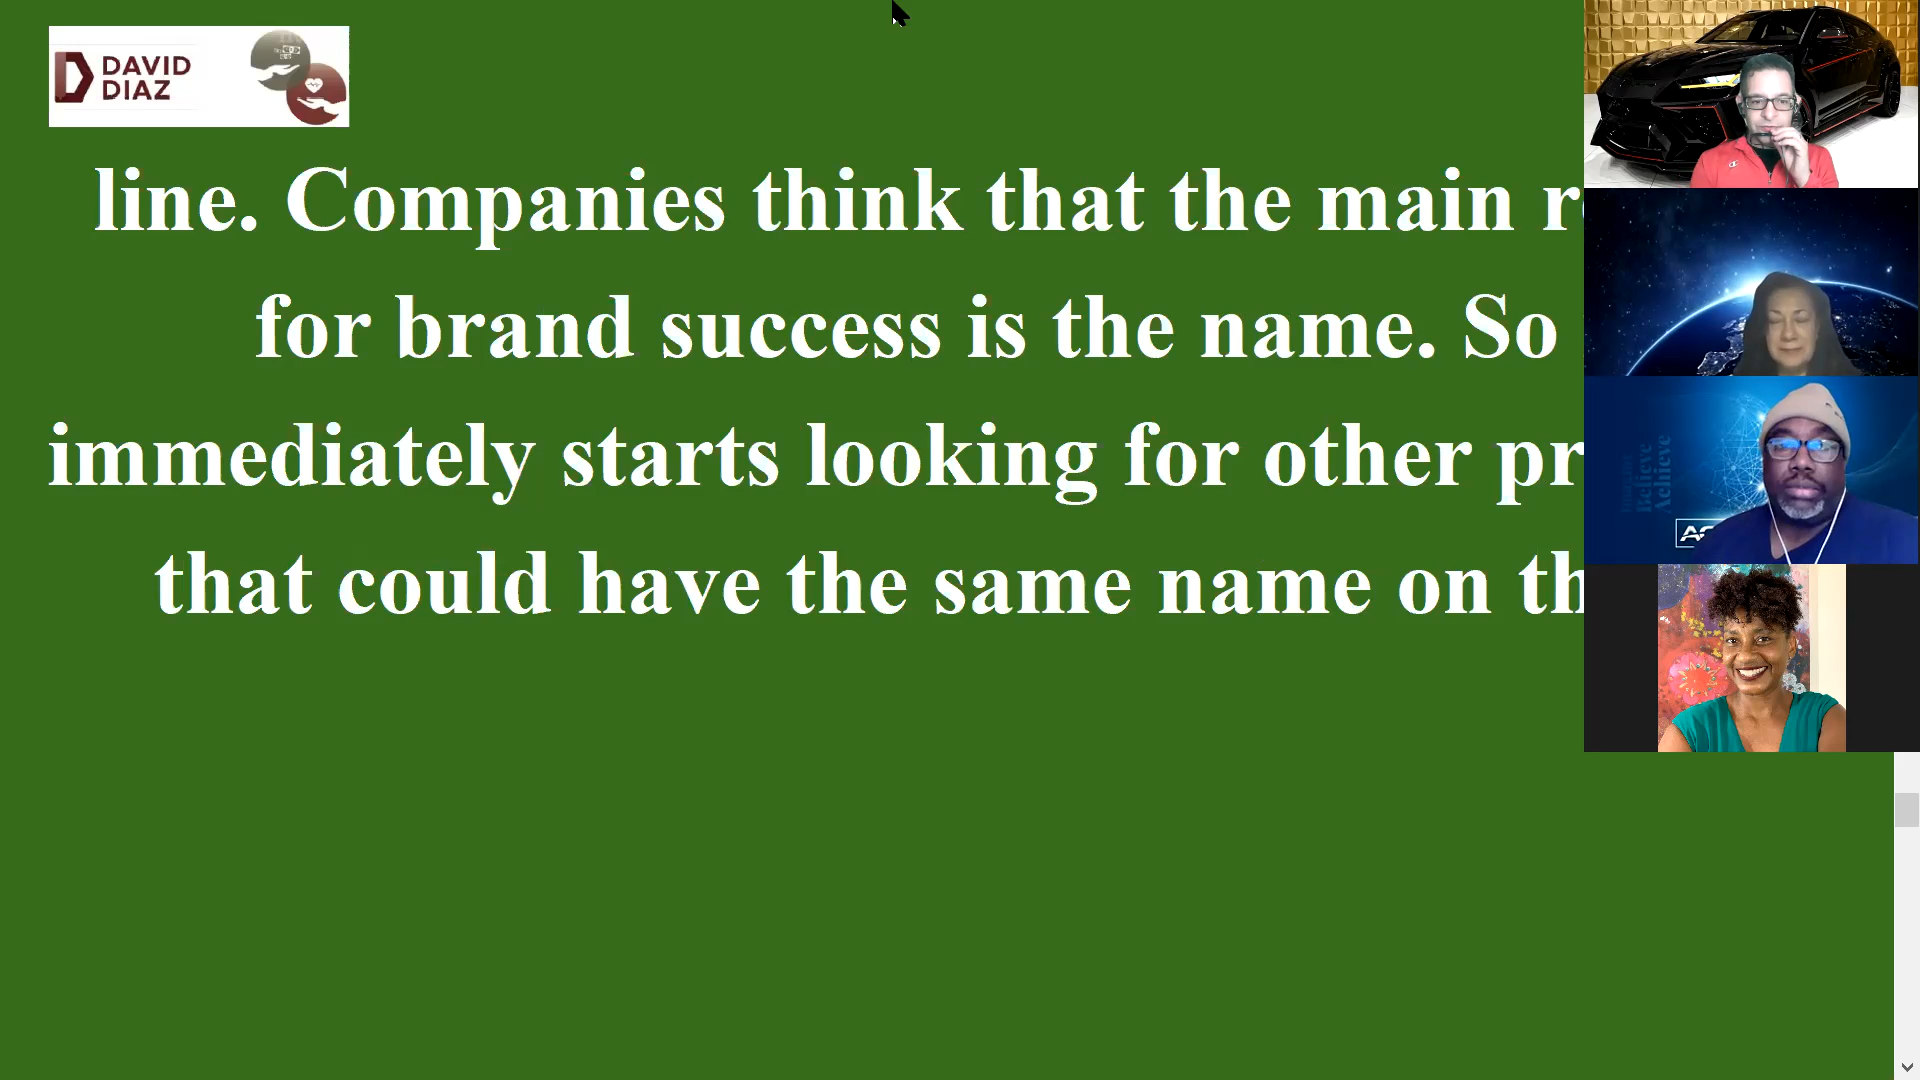 DAVID
DIAZ
line. Companies think that the main
for brand success is the name. So
immediately starts looking for other
that could have the same name on
Believe
Achieve